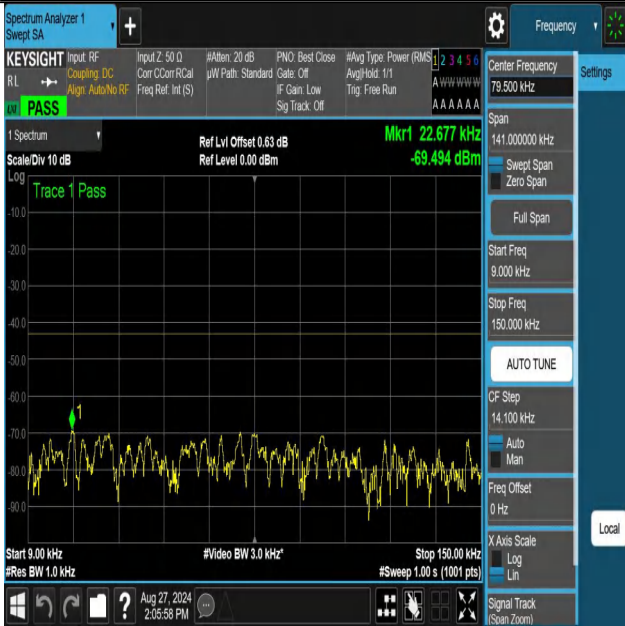 Spectrum Analyzer 1
Swept SA
+
Frequency
KEYSIGHT
RL
PASS
Input: RF
Coupling: DC
Align: Auto/No RF
Input Z: 50 Ω
Corr CCorr RCal
Freq Ref: Int (S)
#Atten: 20 dB
µW Path: Standard
PNO: Best Close
Gate: Off
IF Gain: Low
Sig Track: Off
#Avg Type: Power (RMS
Avg|Hold: 1/1
Trig: Free Run
1 2 3 4 5 6
A W W W W W
A A A A A A
1 Spectrum
Scale/Div 10 dB
Ref Lvl Offset 0.63 dB
Ref Level 0.00 dBm
Mkr1 22.677 kHz
-69.494 dBm
Log
Trace 1 Pass
-10.0
-20.0
-30.0
-40.0
-50.0
-60.0
1
-70.0
-80.0
-90.0
Start 9.00 kHz
#Res BW 1.0 kHz
#Video BW 3.0 kHz*
Stop 150.00 kHz
#Sweep 1.00 s (1001 pts)
Aug 27, 2024
2:05:58 PM
Center Frequency
79.500 kHz
Span
141.000000 kHz
Swept Span
Zero Span
Full Span
Start Freq
9.000 kHz
Stop Freq
150.000 kHz
AUTO TUNE
CF Step
14.100 kHz
Auto
Man
Freq Offset
0 Hz
X Axis Scale
Log
Lin
Signal Track
(Span Zoom)
Settings
Local